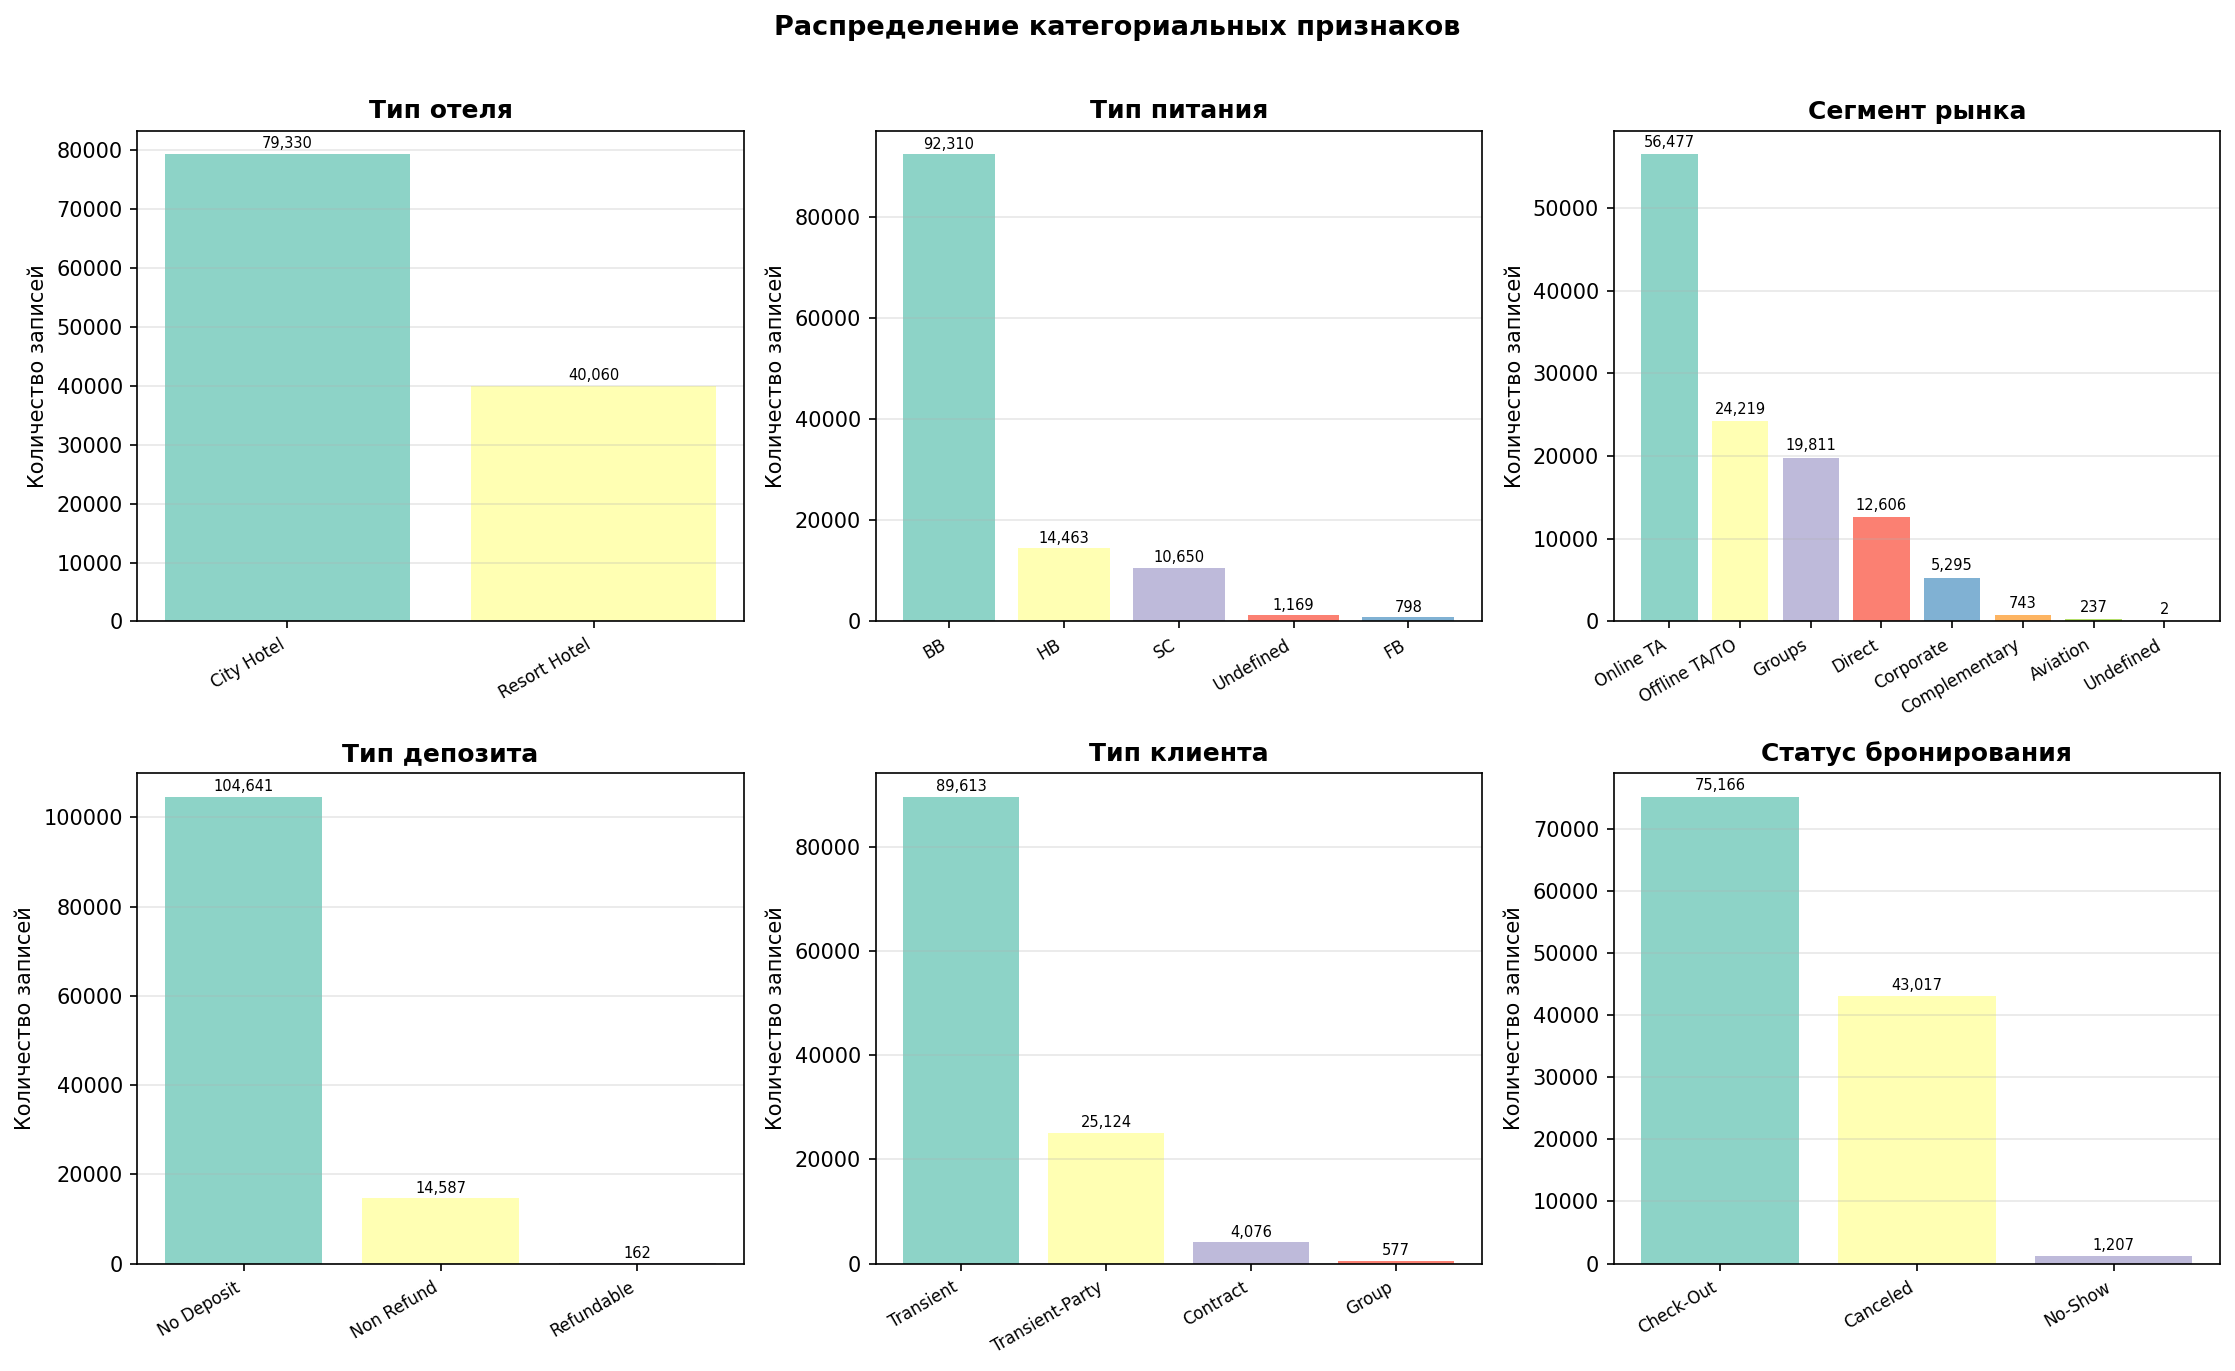 Распределение категориальных признаков
Тип отеля
Количество записей
80000
70000
60000
50000
40000
30000
20000
10000
0
79,330
40,060
City Hotel
Resort Hotel
Тип питания
Количество записей
80000
60000
40000
20000
0
92,310
14,463
10,650
1,169
798
BB
HB
SC
Undefined
FB
Сегмент рынка
Количество записей
50000
40000
30000
20000
10000
0
56,477
24,219
19,811
12,606
5,295
743
237
2
Online TA
Offline TA/TO
Groups
Direct
Corporate
Complementary
Aviation
Undefined
Тип депозита
Количество записей
100000
80000
60000
40000
20000
0
104,641
14,587
162
No Deposit
Non Refund
Refundable
Тип клиента
Количество записей
80000
60000
40000
20000
0
89,613
25,124
4,076
577
Transient
Transient-Party
Contract
Group
Статус бронирования
Количество записей
70000
60000
50000
40000
30000
20000
10000
0
75,166
43,017
1,207
Check-Out
Canceled
No-Show